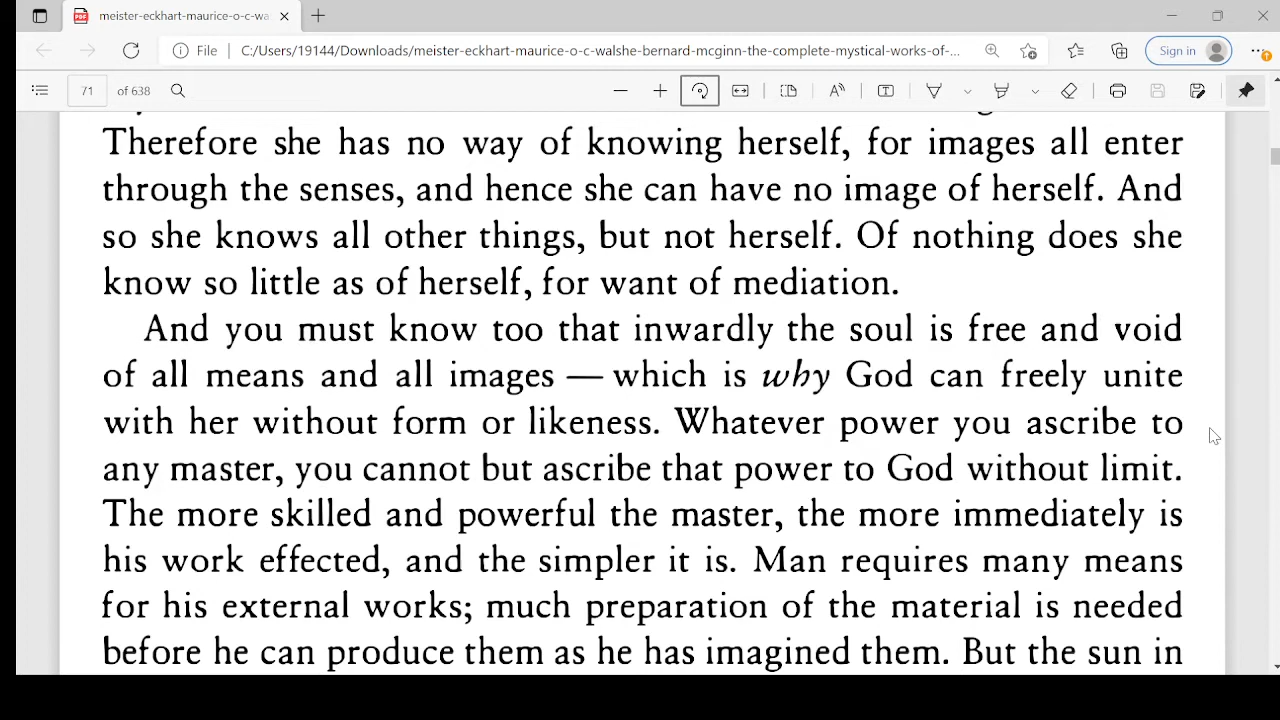 meister-eckhart-maurice-o-c-wa
File C:/Users/19144/Downloads/meister-eckhart-maurice-o-c-walshe-bernard-mcginn-the-complete-mystical-works-of-... Sign in
71 of 638
Therefore she has no way of knowing herself, for images all enter
through the senses, and hence she can have no image of herself. And
so she knows all other things, but not herself. Of nothing does she
know so little as of herself, for want of mediation.
And you must know too that inwardly the soul is free and void
of all means and all images — which is why God can freely unite
with her without form or likeness. Whatever power you ascribe to
any master, you cannot but ascribe that power to God without limit.
The more skilled and powerful the master, the more immediately is
his work effected, and the simpler it is. Man requires many means
for his external works; much preparation of the material is needed
before he can produce them as he has imagined them. But the sun in